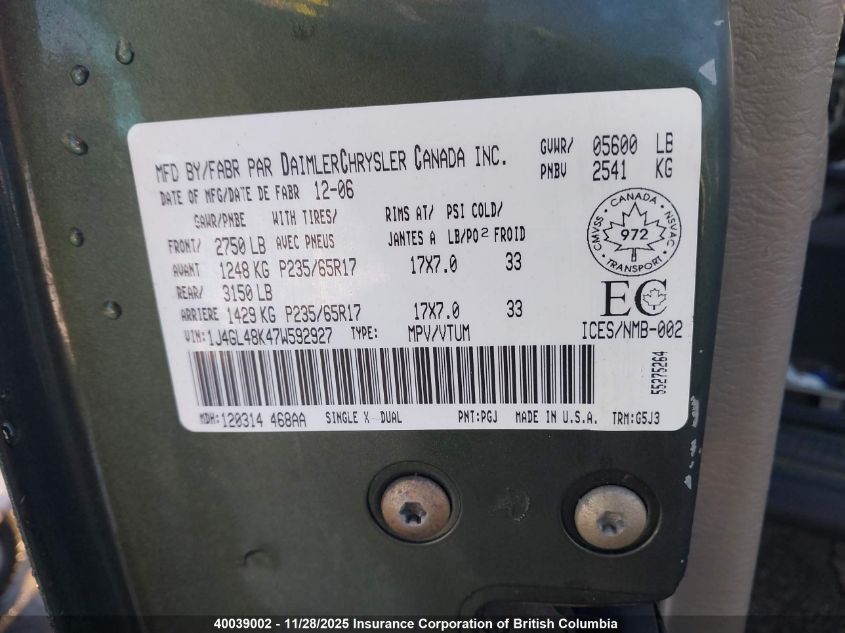 MFD BY/FABR PAR DAIMLERCHRYSLER CANADA INC.
GVWR/ 05600 LB
PNBV 2541 KG
DATE OF MFG/DATE DE FABR 12-06
GAWR/PNBE WITH TIRES/ RIMS AT/ PSI COLD/
FRONT/ 2750 LB AVEC PNEUS JANTES A LB/PO2 FROID
AVANT 1248 KG P235/65R17 17X7.0 33
REAR/ 3150 LB
ARRIERE 1429 KG P235/65R17 17X7.0 33
VIN: 1J4GL48K47W592927 TYPE: MPV/VTUM
CANADA
CMVSS 972 NSVAC
TRANSPORT
EC
ICES/NMB-002
55275264
MDH: 120314 468AA SINGLE X DUAL PNT: PGJ MADE IN U.S.A. TRM: G5J3
40039002 - 11/28/2025 Insurance Corporation of British Columbia